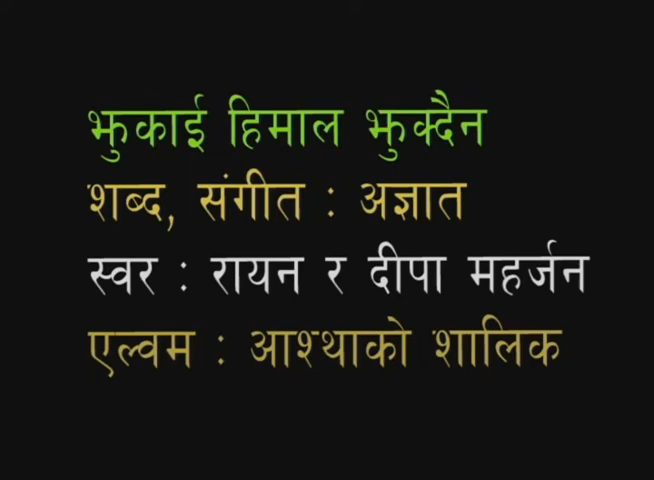 झुकाई हिमाल झुक्दैन
शब्द, संगीत : अज्ञात
स्वर : रायन र दीपा महर्जन
एल्वम : आश्थाको शालिक